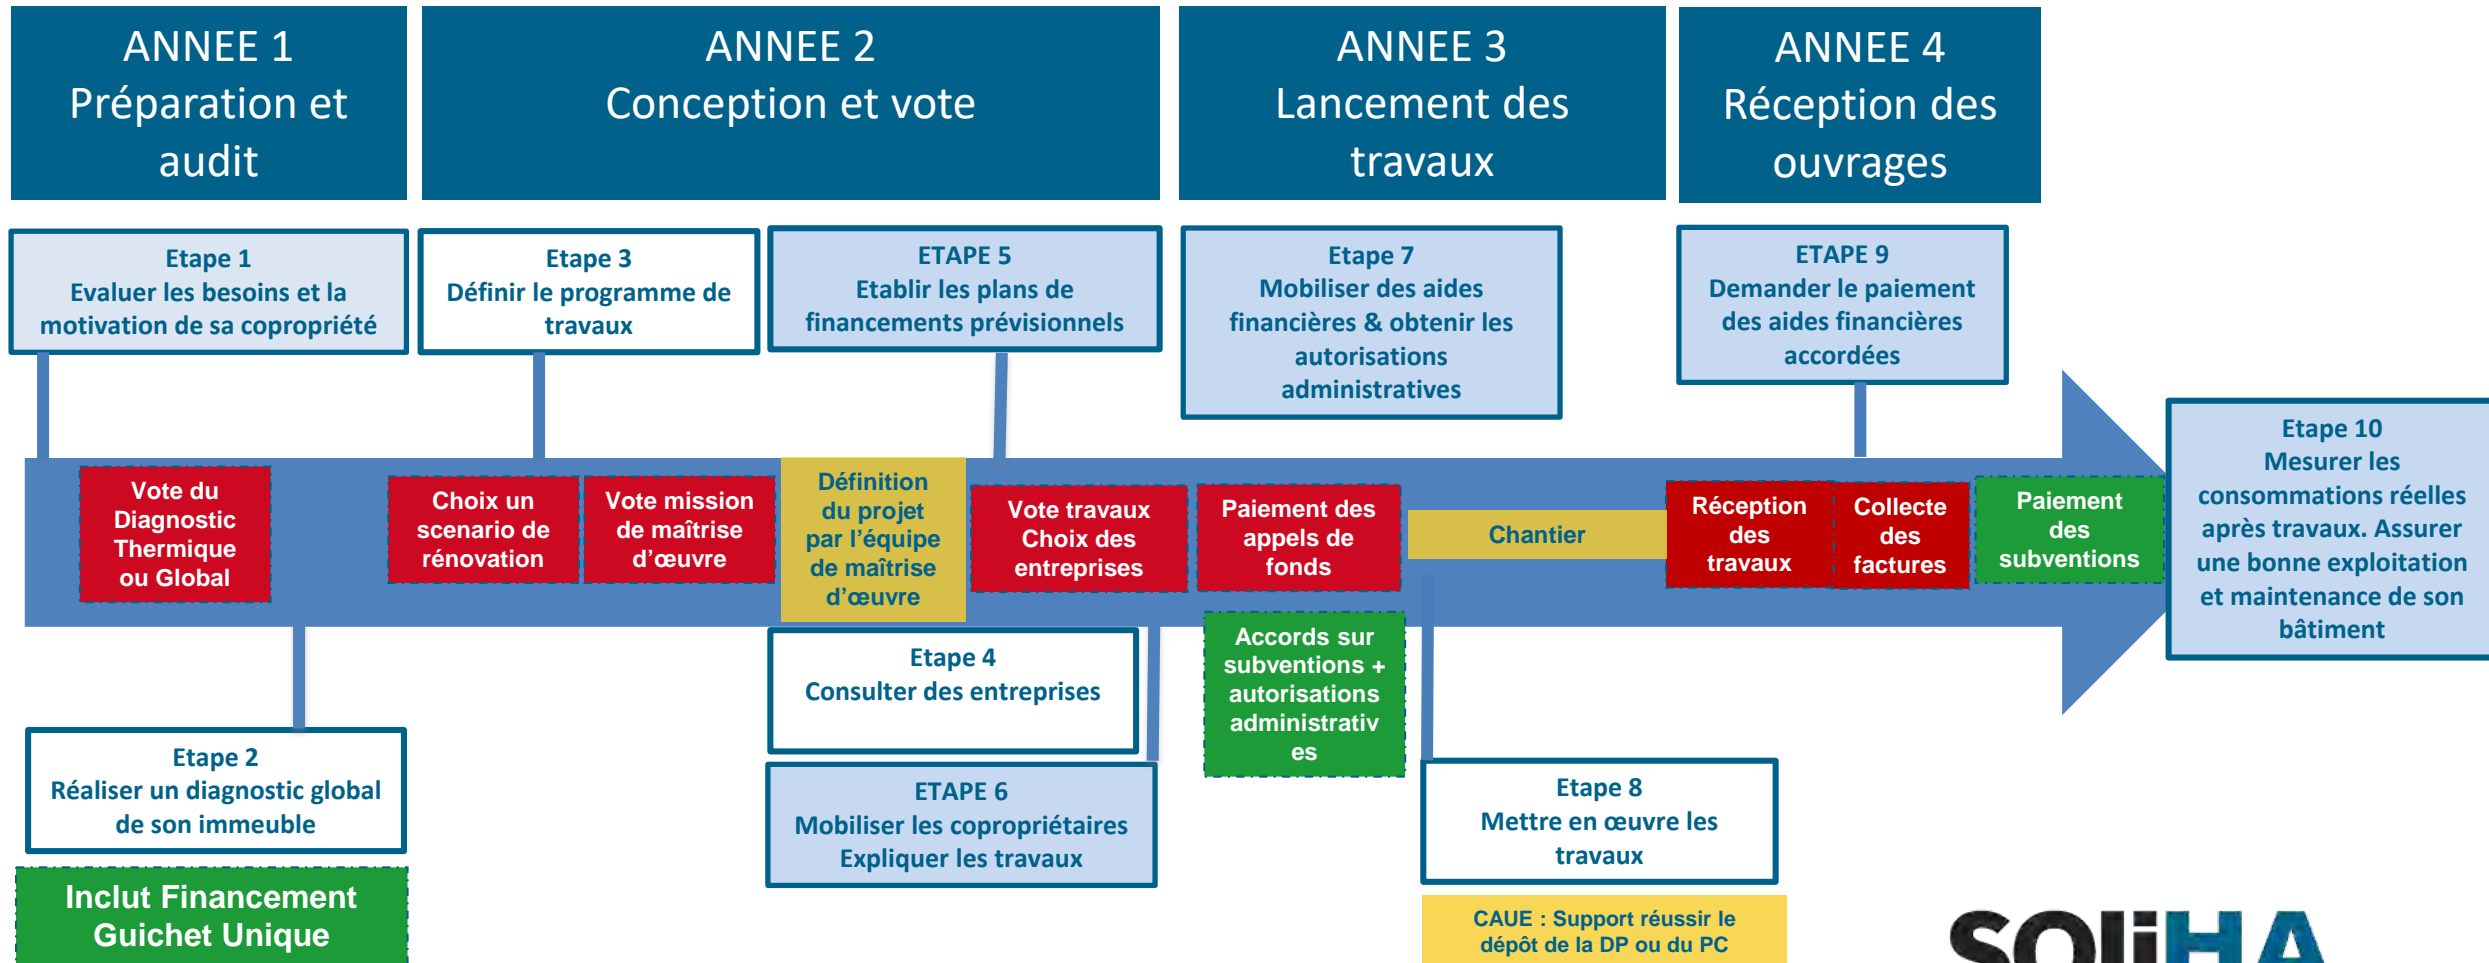 ANNEE 1
Préparation et
audit
ANNEE 2
Conception et vote
ANNEE 3
Lancement des
travaux
ANNEE 4
Réception des
ouvrages
Etape 1
Evaluer les besoins et la
motivation de sa copropriété
Etape 3
Définir le programme de
travaux
ETAPE 5
Etablir les plans de
financements prévisionnels
Etape 7
Mobiliser des aides
financières & obtenir les
autorisations
administratives
ETAPE 9
Demander le paiement
des aides financières
accordées
Vote du
Diagnostic
Thermique
ou Global
Choix un
scenario de
rénovation
Vote mission
de maîtrise
d'œuvre
Définition
du projet
par l'équipe
de maîtrise
d'œuvre
Vote travaux
Choix des
entreprises
Paiement des
appels de
fonds
Chantier
Réception
des
travaux
Collecte
des
factures
Paiement
des
subventions
Etape 10
Mesurer les
consommations réelles
après travaux. Assurer
une bonne exploitation
et maintenance de son
bâtiment
Accords sur
subventions +
autorisations
administrativ
es
Etape 2
Réaliser un diagnostic global
de son immeuble
Etape 4
Consulter des entreprises
ETAPE 6
Mobiliser les copropriétaires
Expliquer les travaux
Etape 8
Mettre en œuvre les
travaux
Inclut Financement
Guichet Unique
CAUE : Support réussir le
dépôt de la DP ou du PC
SOliHA